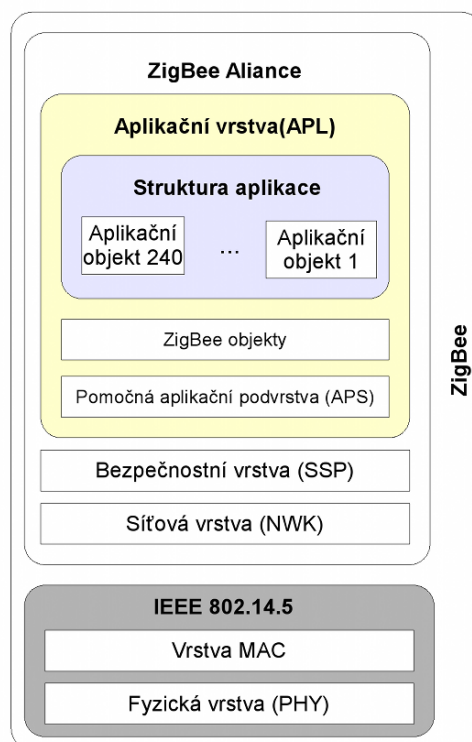 ZigBee Aliance
Aplikační vrstva(APL)
Struktura aplikace
Aplikační
objekt 240
...
Aplikační
objekt 1
ZigBee objekty
Pomočná aplikační podvrstva (APS)
Bezpečnostní vrstva (SSP)
Síťová vrstva (NWK)
ZigBee
IEEE 802.14.5
Vrstva MAC
Fyzická vrstva (PHY)